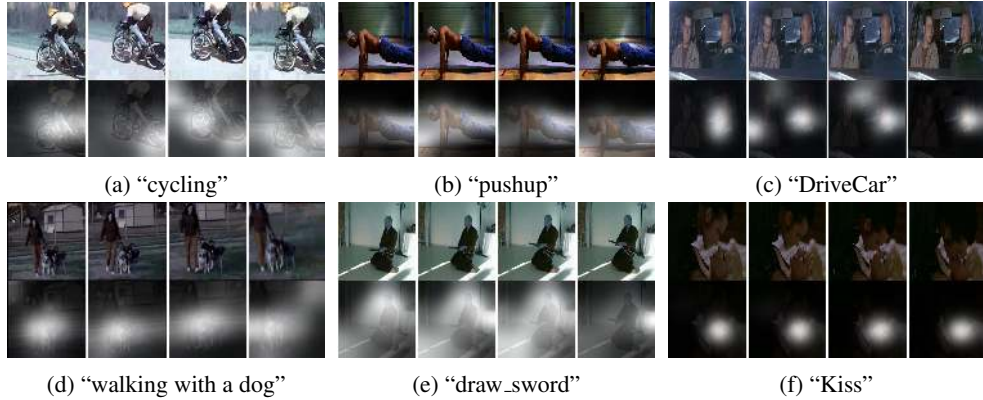 (a) “cycling”
(b) “pushup”
(c) “DriveCar”
(d) “walking with a dog”
(e) “draw_sword”
(f) “Kiss”